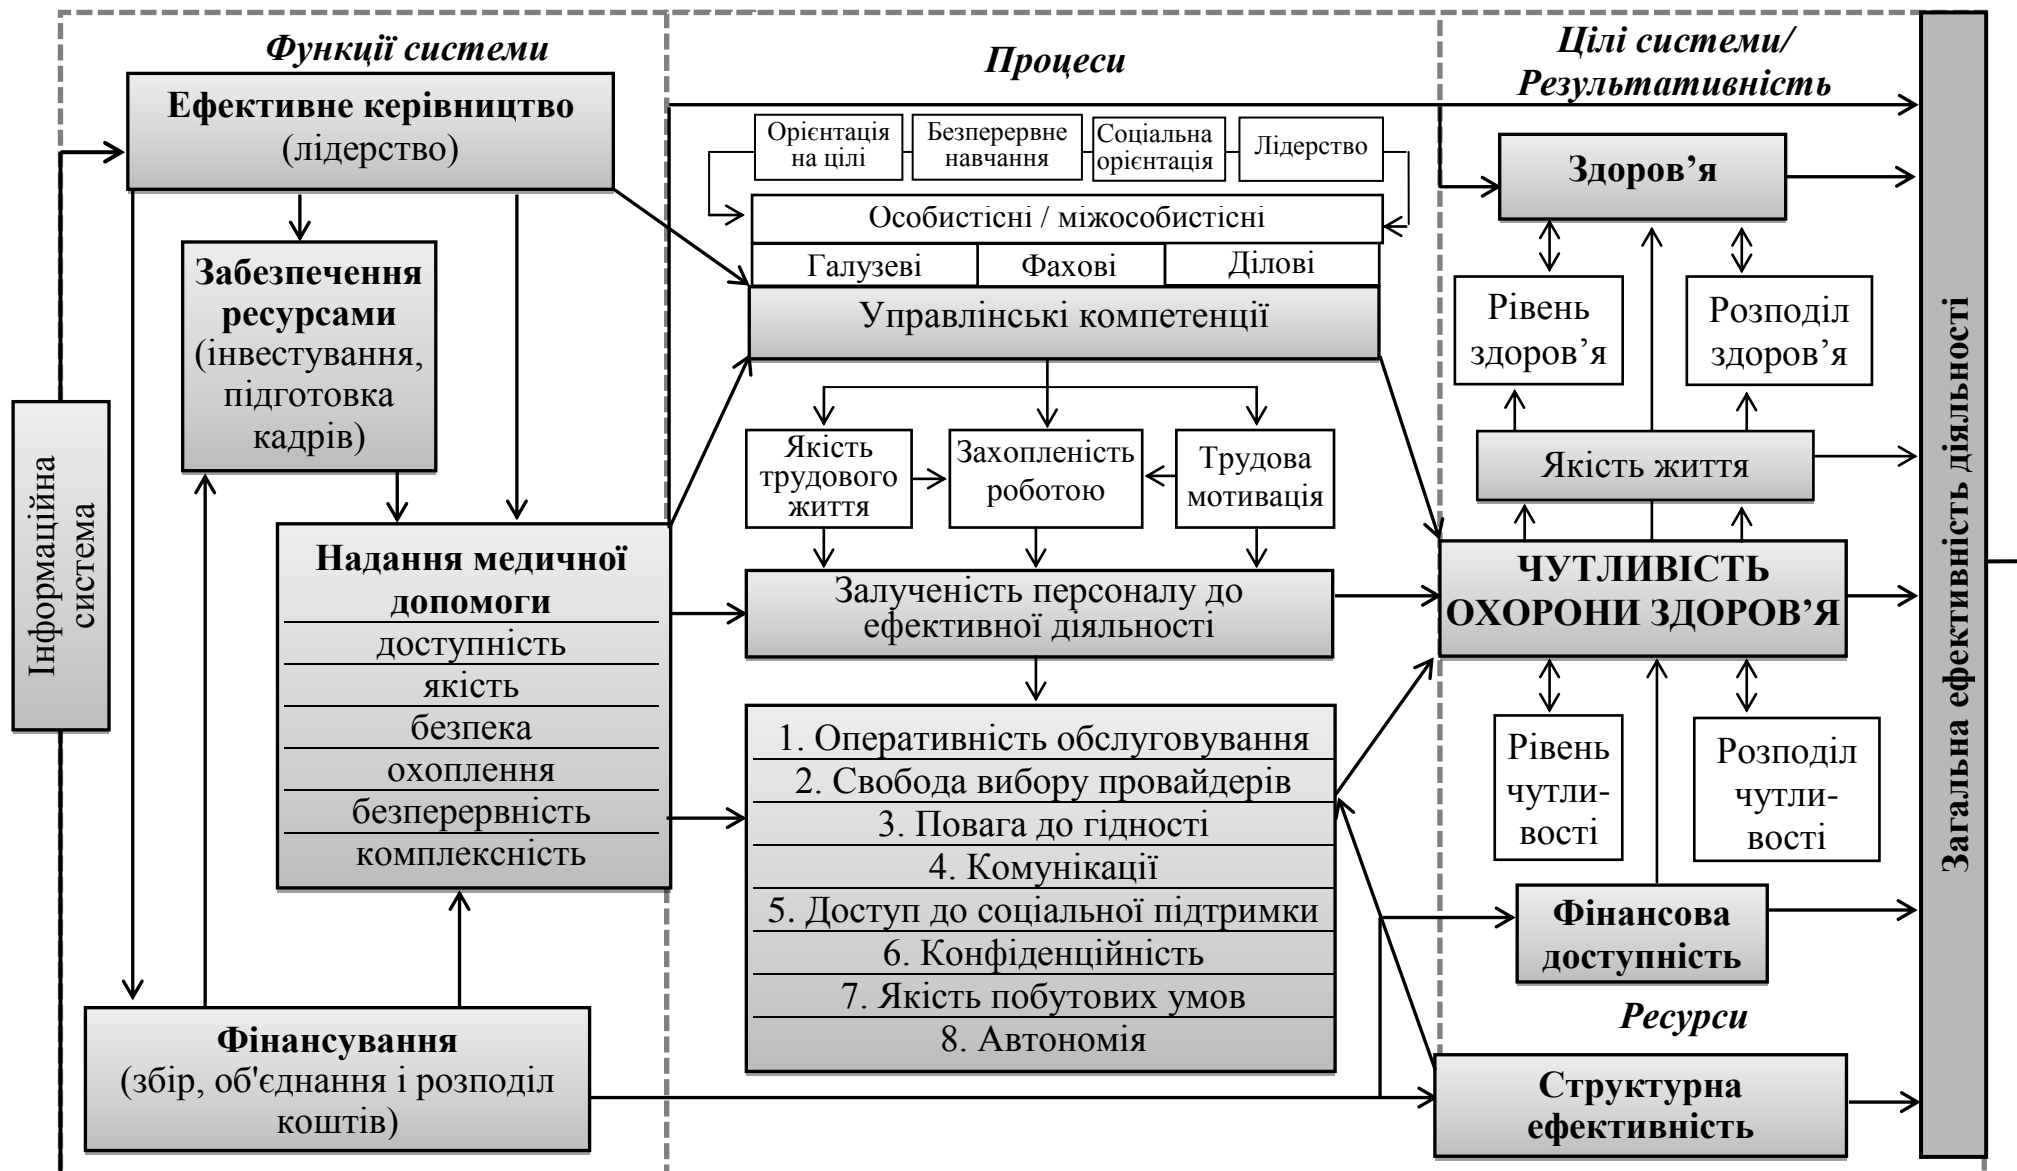 Функції системи
Ефективне керівництво
(лідерство)
Забезпечення
ресурсами
(інвестування,
підготовка
кадрів)
Інформаційна
система
Надання медичної
допомоги
доступність
якість
безпека
охоплення
безперервність
комплексність
Фінансування
(збір, об'єднання і розподіл
коштів)
Процеси
Орієнтація
на цілі
Безперервне
навчання
Соціальна
орієнтація
Лідерство
Особистісні / міжособистісні
Галузеві
Фахові
Ділові
Управлінські компетенції
Якість
трудового
життя
Захопленість
роботою
Трудова
мотивація
Залученість персоналу до
ефективної діяльності
1. Оперативність обслуговування
2. Свобода вибору провайдерів
3. Повага до гідності
4. Комунікації
5. Доступ до соціальної підтримки
6. Конфіденційність
7. Якість побутових умов
8. Автономія
Цілі системи/
Результативність
Здоров’я
Рівень
здоров’я
Розподіл
здоров’я
Якість життя
ЧУТЛИВІСТЬ
ОХОРОНИ ЗДОРОВ’Я
Рівень
чутли-
вості
Розподіл
чутли-
вості
Фінансова
доступність
Ресурси
Структурна
ефективність
Загальна ефективність діяльності